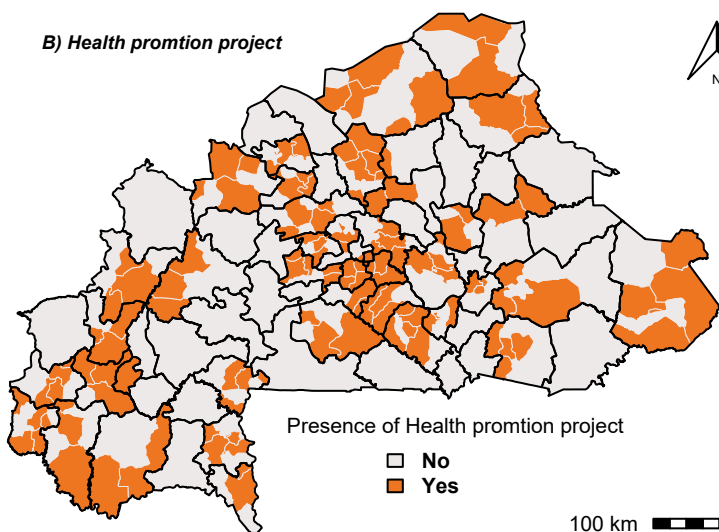 B) Health promtion project
N
Presence of Health promtion project
No
Yes
100 km